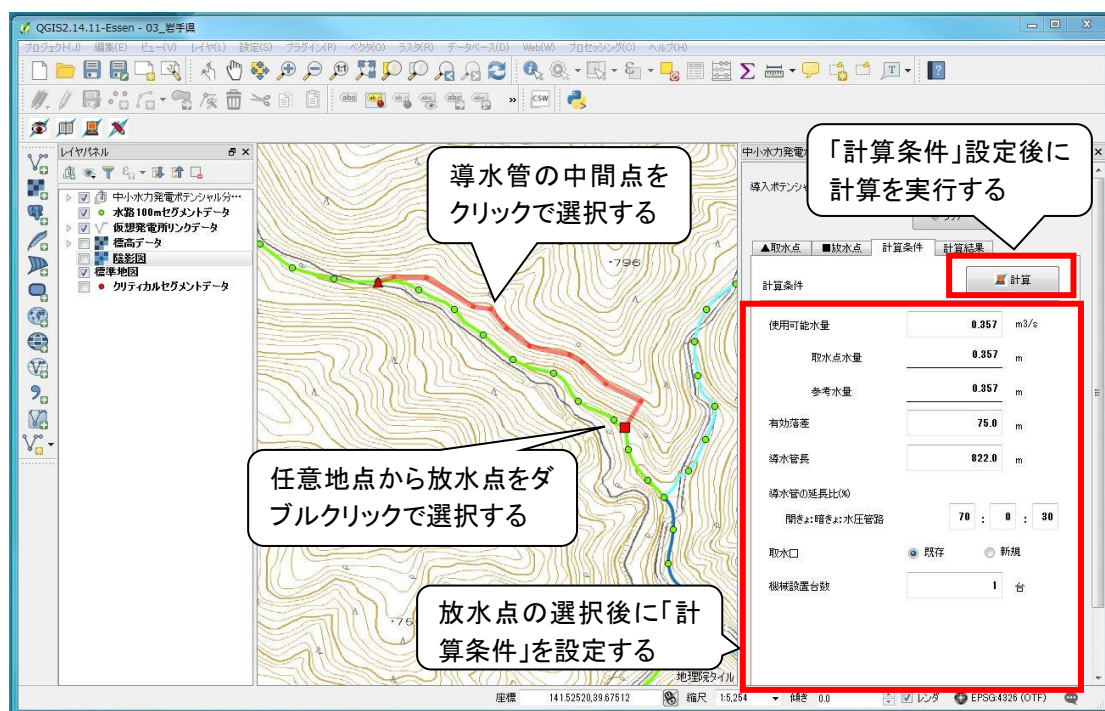 QGIS2.14.11-Essen - 03_岩手県
プロジェクト(J) 編集(E) ビュー(V) レイヤ(L) 設定(S) プラグイン(P) ベクタ(O) ラスタ(R) データベース(D) Web(W) プロセッシング(C) ヘルプ(H)
abc ab abc abc abc » CSW
レイヤパネル
中小水力発電ポテンシャル分…
水路100mセグメントデータ
仮想発電所リンクデータ
標高データ
陰影図
標準地図
クリティカルセグメントデータ
導水管の中間点を
クリックで選択する
・796
任意地点から放水点をダ
ブルクリックで選択する
放水点の選択後に「計
算条件」を設定する
・75
地理院タイル
「計算条件」設定後に
計算を実行する
中小水力発電
導入ポテンシャ
▲取水点 ■放水点 計算条件 計算結果
計算条件 計算
使用可能水量 0.357 m3/s
取水点水量 0.357 m
参考水量 0.357 m
有効落差 75.0 m
導水管長 822.0 m
導水管の延長比(%)
開きょ:暗きょ:水圧管路 70 : 0 : 30
取水口 既存 新規
機械設置台数 1 台
座標 141.52520,39.67512 縮尺 1:5,254 傾き 0.0 レンダ EPSG:4326 (OTF)